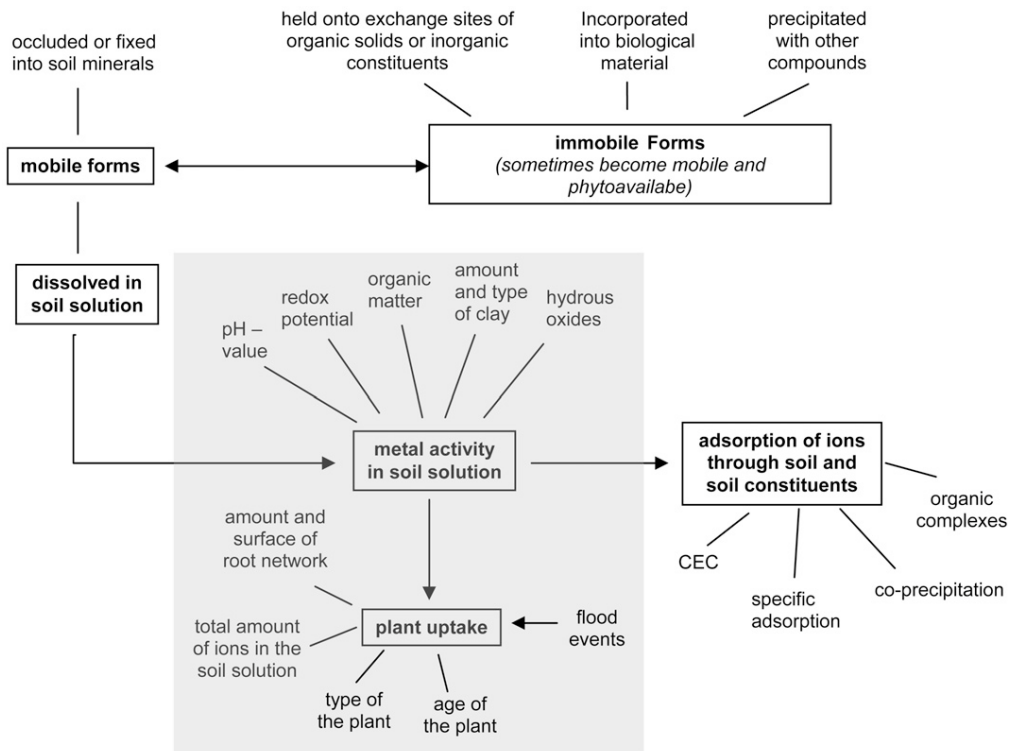 occluded or fixed
into soil minerals
held onto exchange sites of
organic solids or inorganic
constituents
Incorporated
into biological
material
precipitated
with other
compounds
mobile forms
immobile Forms
(sometimes become mobile and
phytoavailabe)
dissolved in
soil solution
pH –
value
redox
potential
organic
matter
amount
and type
of clay
hydrous
oxides
metal activity
in soil solution
adsorption of ions
through soil and
soil constituents
organic
complexes
CEC
specific
adsorption
co-precipitation
amount and
surface of
root network
total amount
of ions in the
soil solution
plant uptake
flood
events
type of
the plant
age of
the plant